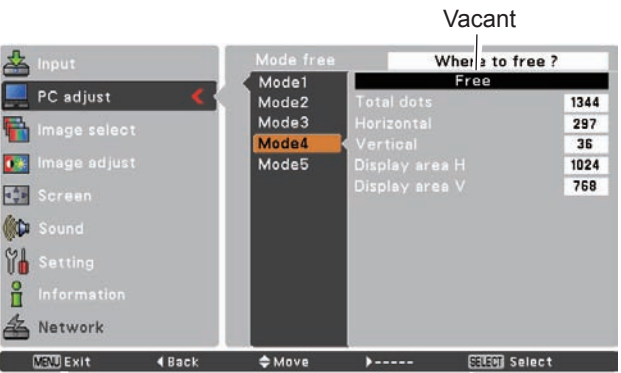 Vacant
Input
PC adjust
Image select
Image adjust
Screen
Sound
Setting
Information
Network
Mode free
Where to free ?
Mode1
Mode2
Mode3
Mode4
Mode5
Free
Total dots 1344
Horizontal 297
Vertical 36
Display area H 1024
Display area V 768
MENU Exit
Back
Move
-----
SELECT Select